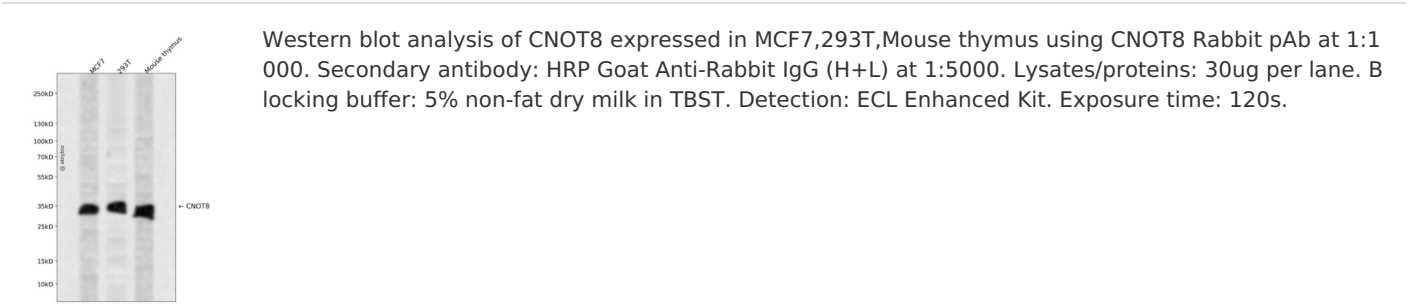 MCF7
293T
Mouse thymus
250kD
130kD
100kD
70kD
55kD
35kD
25kD
15kD
10kD
← CNOT8
Western blot analysis of CNOT8 expressed in MCF7,293T,Mouse thymus using CNOT8 Rabbit pAb at 1:1
000. Secondary antibody: HRP Goat Anti-Rabbit IgG (H+L) at 1:5000. Lysates/proteins: 30ug per lane. B
locking buffer: 5% non-fat dry milk in TBST. Detection: ECL Enhanced Kit. Exposure time: 120s.